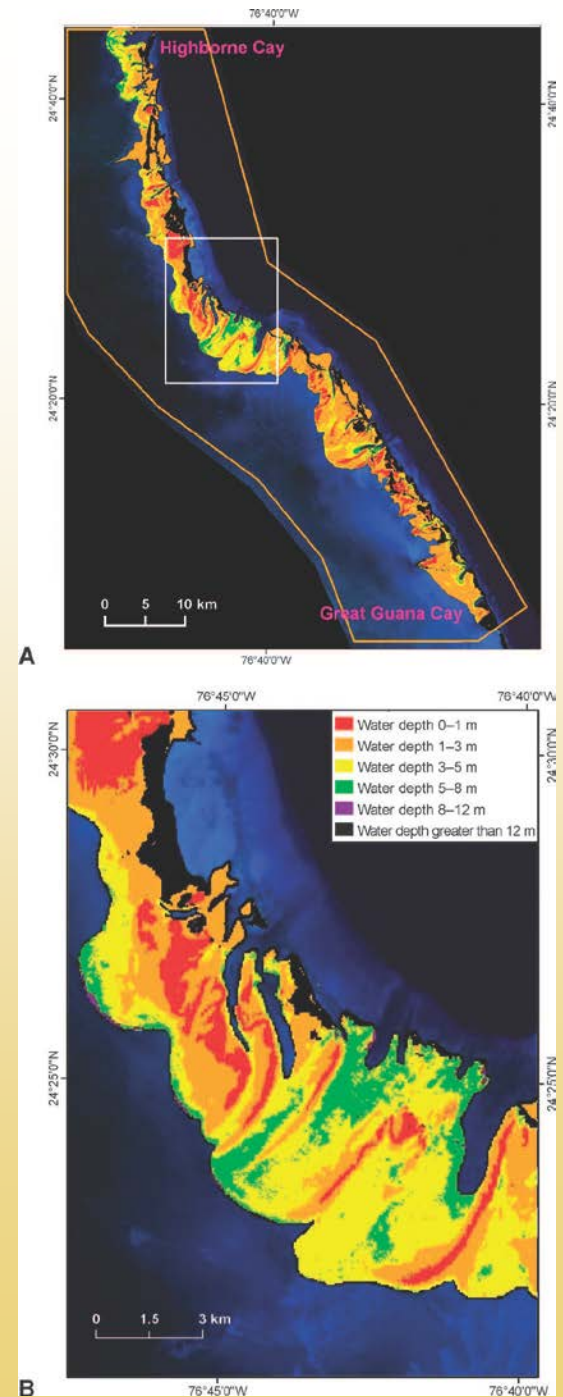 76°40'0"W
Highborne Cay
24°40'0"N
24°40'0"N
24°20'0"N
24°20'0"N
0 5 10 km
Great Guana Cay
A
76°40'0"W
76°45'0"W 76°40'0"W
Water depth 0–1 m
Water depth 1–3 m
Water depth 3–5 m
Water depth 5–8 m
Water depth 8–12 m
Water depth greater than 12 m
24°30'0"N
24°30'0"N
24°25'0"N
24°25'0"N
0 1.5 3 km
B
76°45'0"W 76°40'0"W